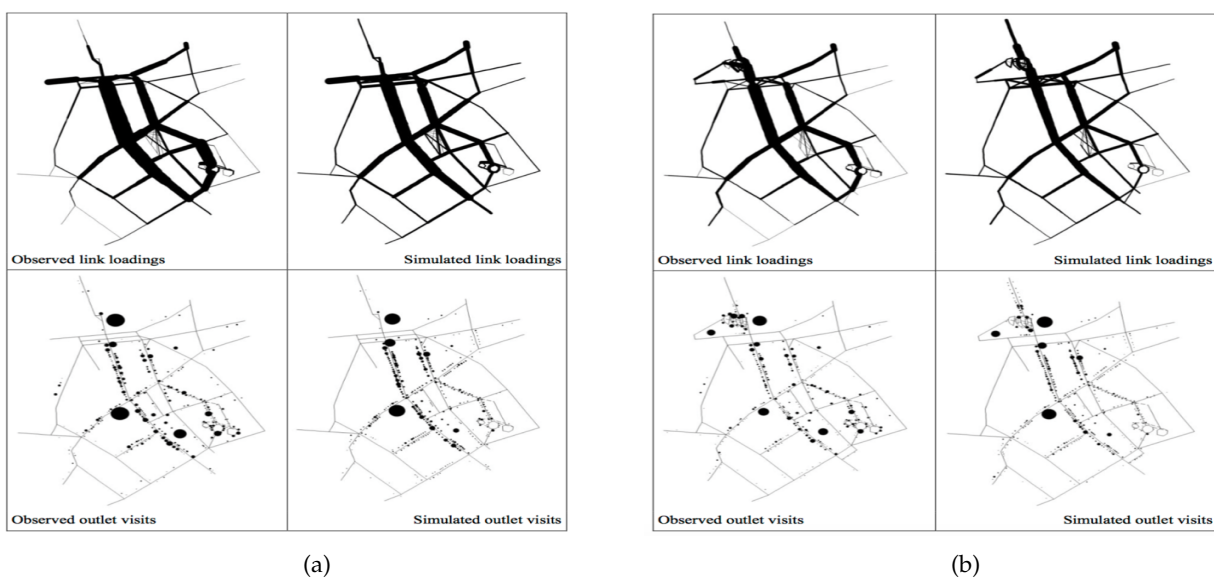 Observed link loadings
Simulated link loadings
Observed outlet visits
Simulated outlet visits
(a)
Observed link loadings
Simulated link loadings
Observed outlet visits
Simulated outlet visits
(b)